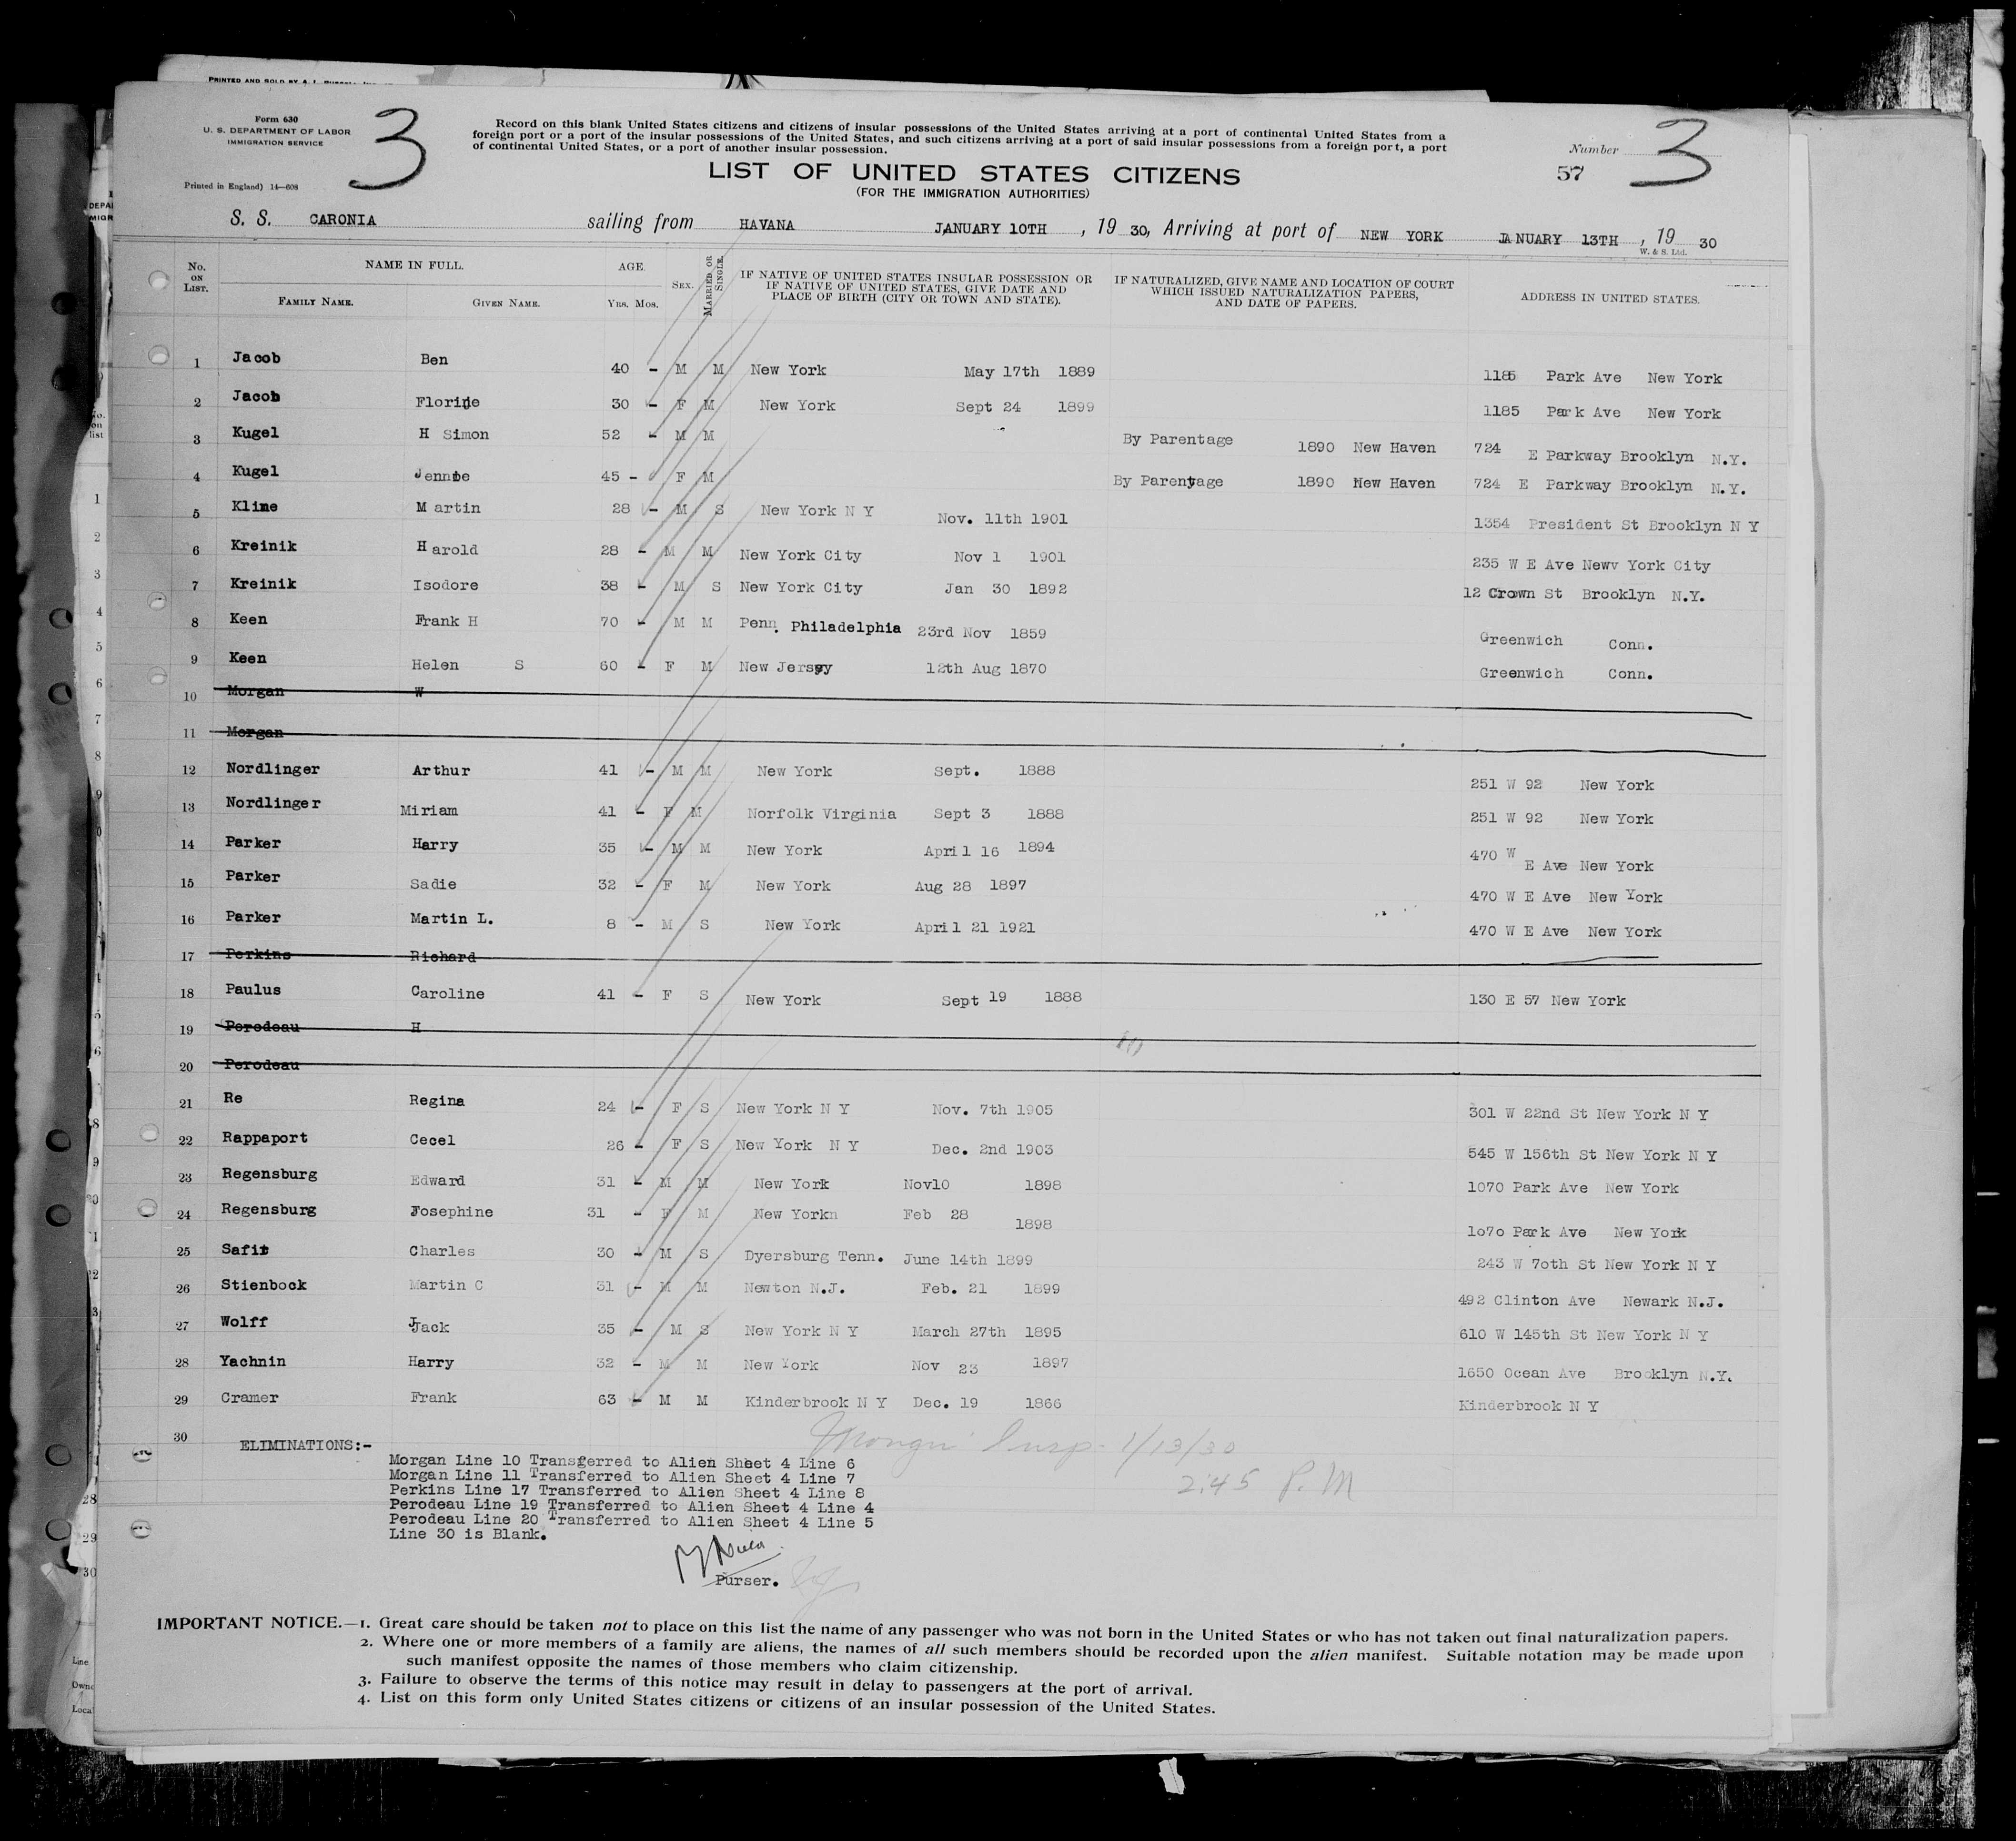 PRINTED AND SOLD BY A. L.
Form 630
U. S. DEPARTMENT OF LABOR
IMMIGRATION SERVICE
Printed in England) 14—608
3
Record on this blank United States citizens and citizens of insular possessions of the United States arriving at a port of continental United States from a
foreign port or a port of the insular possessions of the United States, and such citizens arriving at a port of said insular possessions from a foreign port, a port
of continental United States, or a port of another insular possession.
LIST OF UNITED STATES CITIZENS
(FOR THE IMMIGRATION AUTHORITIES)
Number 3
57
S. S. CARONIA sailing from HAVANA JANUARY 10TH , 19 30, Arriving at port of NEW YORK JANUARY 13TH , 19 30
W. & S. Ltd.
No. ON LIST. NAME IN FULL. FAMILY NAME. GIVEN NAME. AGE. YRS. MOS. SEX. MARRIED OR SINGLE. IF NATIVE OF UNITED STATES INSULAR POSSESSION OR IF NATIVE OF UNITED STATES, GIVE DATE AND PLACE OF BIRTH (CITY OR TOWN AND STATE). IF NATURALIZED, GIVE NAME AND LOCATION OF COURT WHICH ISSUED NATURALIZATION PAPERS, AND DATE OF PAPERS. ADDRESS IN UNITED STATES.
1 Jacob Ben 40 - M M New York May 17th 1889 1185 Park Ave New York
2 Jacob Florine 30 - F M New York Sept 24 1899 1185 Park Ave New York
3 Kugel H Simon 52 - M M By Parentage 1890 New Haven 724 E Parkway Brooklyn N.Y.
4 Kugel Jennie 45 - F M By Parentage 1890 New Haven 724 E Parkway Brooklyn N.Y.
5 Kline Martin 28 - M S New York N Y Nov. 11th 1901 1354 President St Brooklyn N Y
6 Kreinik Harold 28 - M M New York City Nov 1 1901 235 W E Ave Newv York City
7 Kreinik Isodore 38 - M S New York City Jan 30 1892 12 Crown St Brooklyn N.Y.
8 Keen Frank H 70 - M M Penn. Philadelphia 23rd Nov 1859 Greenwich Conn.
9 Keen Helen S 60 - F M New Jersey 12th Aug 1870 Greenwich Conn.
10 Morgan W
11 Morgan
12 Nordlinger Arthur 41 - M M New York Sept. 1888 251 W 92 New York
13 Nordlinger Miriam 41 - F M Norfolk Virginia Sept 3 1888 251 W 92 New York
14 Parker Harry 35 - M M New York April 16 1894 470 W E Ave New York
15 Parker Sadie 32 - F M New York Aug 28 1897 470 W E Ave New York
16 Parker Martin L. 8 - M S New York April 21 1921 470 W E Ave New York
17 Perkins Richard
18 Paulus Caroline 41 - F S New York Sept 19 1888 130 E 57 New York
19 Perodeau H
20 Perodeau
21 Re Regina 24 - F S New York N Y Nov. 7th 1905 301 W 22nd St New York N Y
22 Rappaport Cecel 26 - F S New York N Y Dec. 2nd 1903 545 W 156th St New York N Y
23 Regensburg Edward 31 - M M New York Nov10 1898 1070 Park Ave New York
24 Regensburg Josephine 31 - F M New Yorkn Feb 28 1898 1070 Park Ave New York
25 Safir Charles 30 - M S Dyersburg Tenn. June 14th 1899 243 W 70th St New York N Y
26 Stienbock Martin C 31 - M M Newton N.J. Feb. 21 1899 492 Clinton Ave Newark N.J.
27 Wolff Jack 35 - M S New York N Y March 27th 1895 610 W 145th St New York N Y
28 Yachnin Harry 32 - M M New York Nov 23 1897 1650 Ocean Ave Brooklyn N.Y.
29 Cramer Frank 63 - M M Kinderbrook N Y Dec. 19 1866 Kinderbrook N Y
30
Insp. 1/13/30
2.45 P.M
ELIMINATIONS:-
Morgan Line 10 Transferred to Alien Sheet 4 Line 6
Morgan Line 11 Transferred to Alien Sheet 4 Line 7
Perkins Line 17 Transferred to Alien Sheet 4 Line 8
Perodeau Line 19 Transferred to Alien Sheet 4 Line 4
Perodeau Line 20 Transferred to Alien Sheet 4 Line 5
Line 30 is Blank.
Purser.
IMPORTANT NOTICE.—1. Great care should be taken not to place on this list the name of any passenger who was not born in the United States or who has not taken out final naturalization papers.
2. Where one or more members of a family are aliens, the names of all such members should be recorded upon the alien manifest. Suitable notation may be made upon
such manifest opposite the names of those members who claim citizenship.
3. Failure to observe the terms of this notice may result in delay to passengers at the port of arrival.
4. List on this form only United States citizens or citizens of an insular possession of the United States.